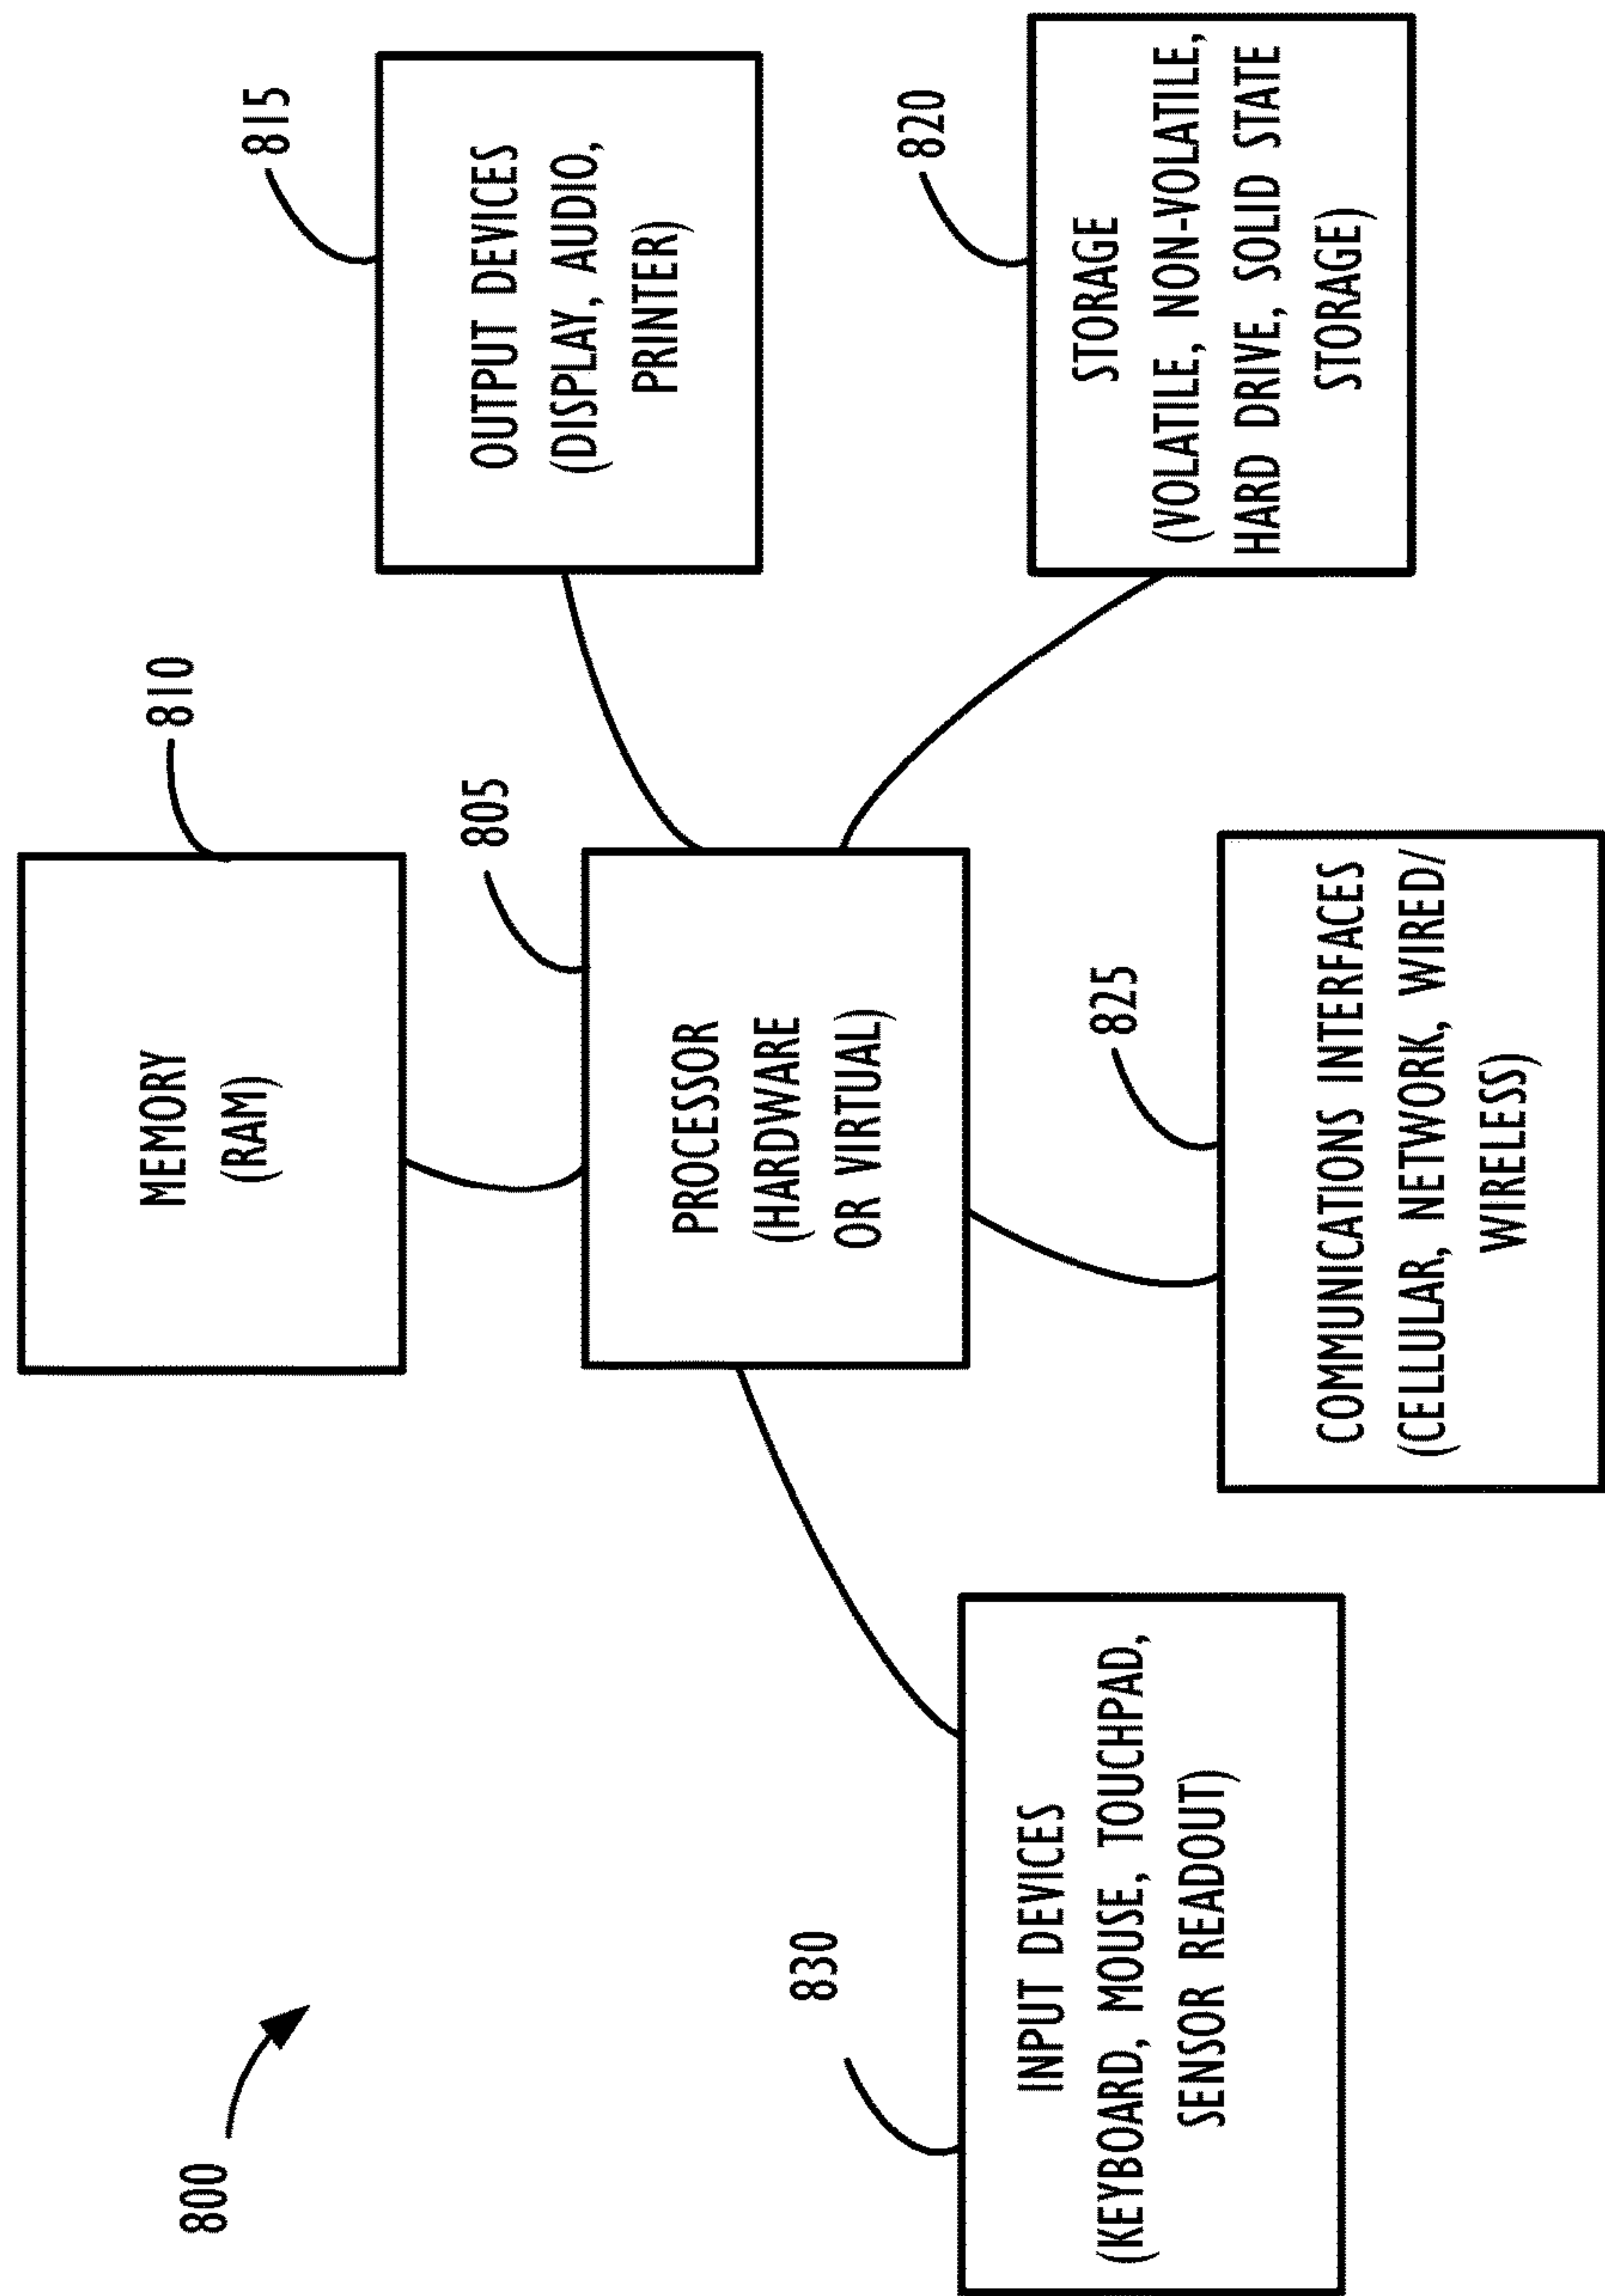 800
MEMORY
(RAM)
810
OUTPUT DEVICES
(DISPLAY, AUDIO,
PRINTER)
815
PROCESSOR
(HARDWARE
OR VIRTUAL)
805
STORAGE
(VOLATILE, NON-VOLATILE,
HARD DRIVE, SOLID STATE
STORAGE)
820
INPUT DEVICES
(KEYBOARD, MOUSE, TOUCHPAD,
SENSOR READOUT)
830
COMMUNICATIONS INTERFACES
(CELLULAR, NETWORK, WIRED/
WIRELESS)
825